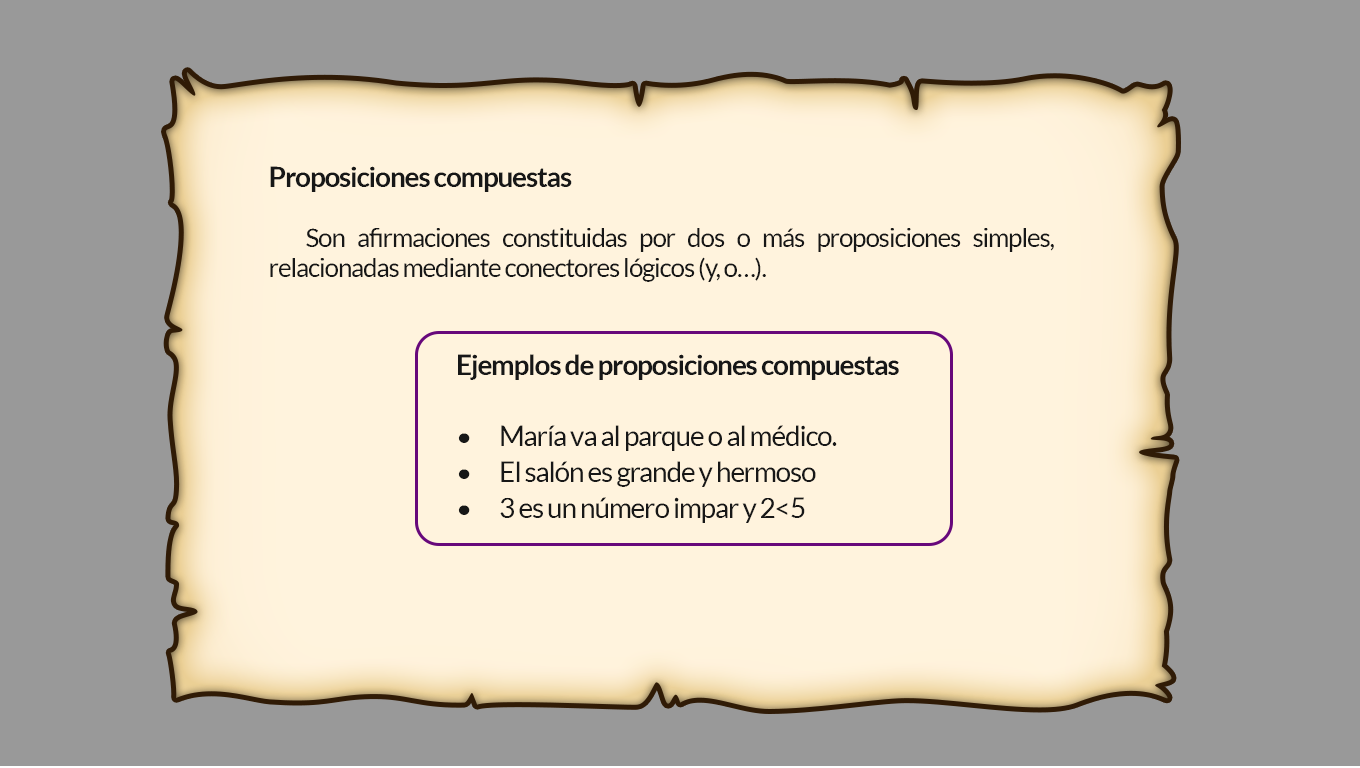 Proposiciones compuestas
Son afirmaciones constituidas por dos o más proposiciones simples,
relacionadas mediante conectores lógicos (y, o…).
Ejemplos de proposiciones compuestas
• María va al parque o al médico.
• El salón es grande y hermoso
• 3 es un número impar y 2<5